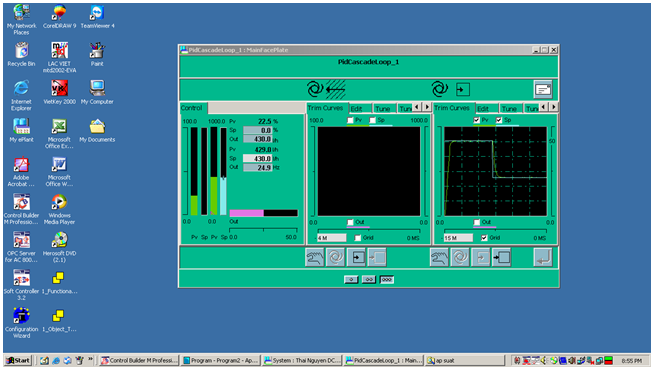 My Network Places
CorelDRAW 9
TeamViewer 4
Recycle Bin
LAC VIET mtd2002-EVA
Paint
Internet Explorer
VietKey 2000
My Computer
My ePlant
Microsoft Office Ex...
My Documents
Adobe Acrobat ...
Microsoft Office W...
Control Builder M Professio...
Windows Media Player
OPC Server for AC 800...
Herosoft DVD (2.1)
Soft Controller 3.2
1_Functiona...
Configuration Wizard
1_Object_T...
PidCascadeLoop_1 : MainFacePlate
PidCascadeLoop_1
Control
100.0 1000.0
Pv 22.5 %
Sp 0.0 %
Out 430.0
Pv 429.0
Sp 430.0
Out 24.9 Hz
0.0 0.0
Pv Sp Pv Sp
Out
0.0 50.0
Trim Curves Edit Tune
100.0 Pv Sp 1000.0
0.0 Out 0.0
4 M Grid 0 MS
Trim Curves Edit Tune
Pv Sp
50
0.0 Out 0.0
15 M Grid 0 MS
Start
Control Builder M Profess...
Program - Program2 - Ap...
System : Thai Nguyen DC...
PidCascadeLoop_1 : Main...
ap suat
8:55 PM